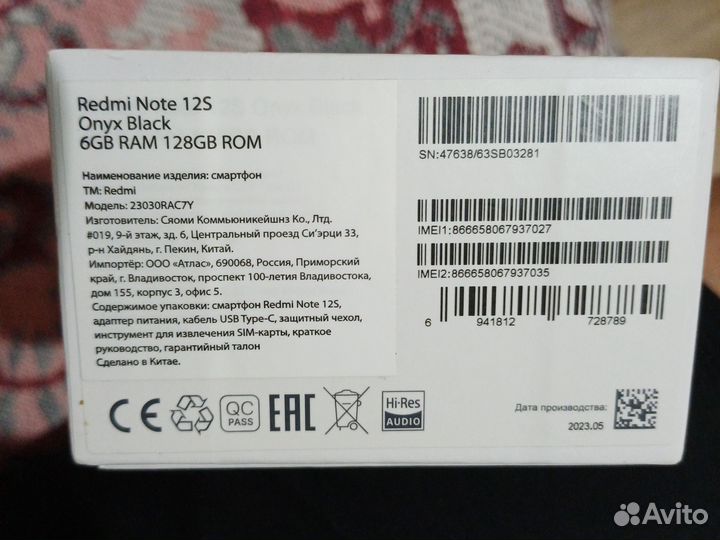 Redmi Note 12S
Onyx Black
6GB RAM 128GB ROM
Наименование изделия: смартфон
TM: Redmi
Модель: 23030RAC7Y
Изготовитель: Сяоми Коммьюникейшнз Ко., Лтд.
#019, 9-й этаж, зд. 6, Центральный проезд Си'эрци 33,
р-н Хайдянь, г. Пекин, Китай.
Импортёр: ООО «Атлас», 690068, Россия, Приморский
край, г. Владивосток, проспект 100-летия Владивостока,
дом 155, корпус 3, офис 5.
Содержимое упаковки: смартфон Redmi Note 12S,
адаптер питания, кабель USB Type-C, защитный чехол,
инструмент для извлечения SIM-карты, краткое
руководство, гарантийный талон
Сделано в Китае.
SN:47638/63SB03281
IMEI1:866658067937027
IMEI2:866658067937035
6 941812 728789
CE
QC PASS
EAC
Hi-Res
AUDIO
Дата производства:
2023.05
Avito